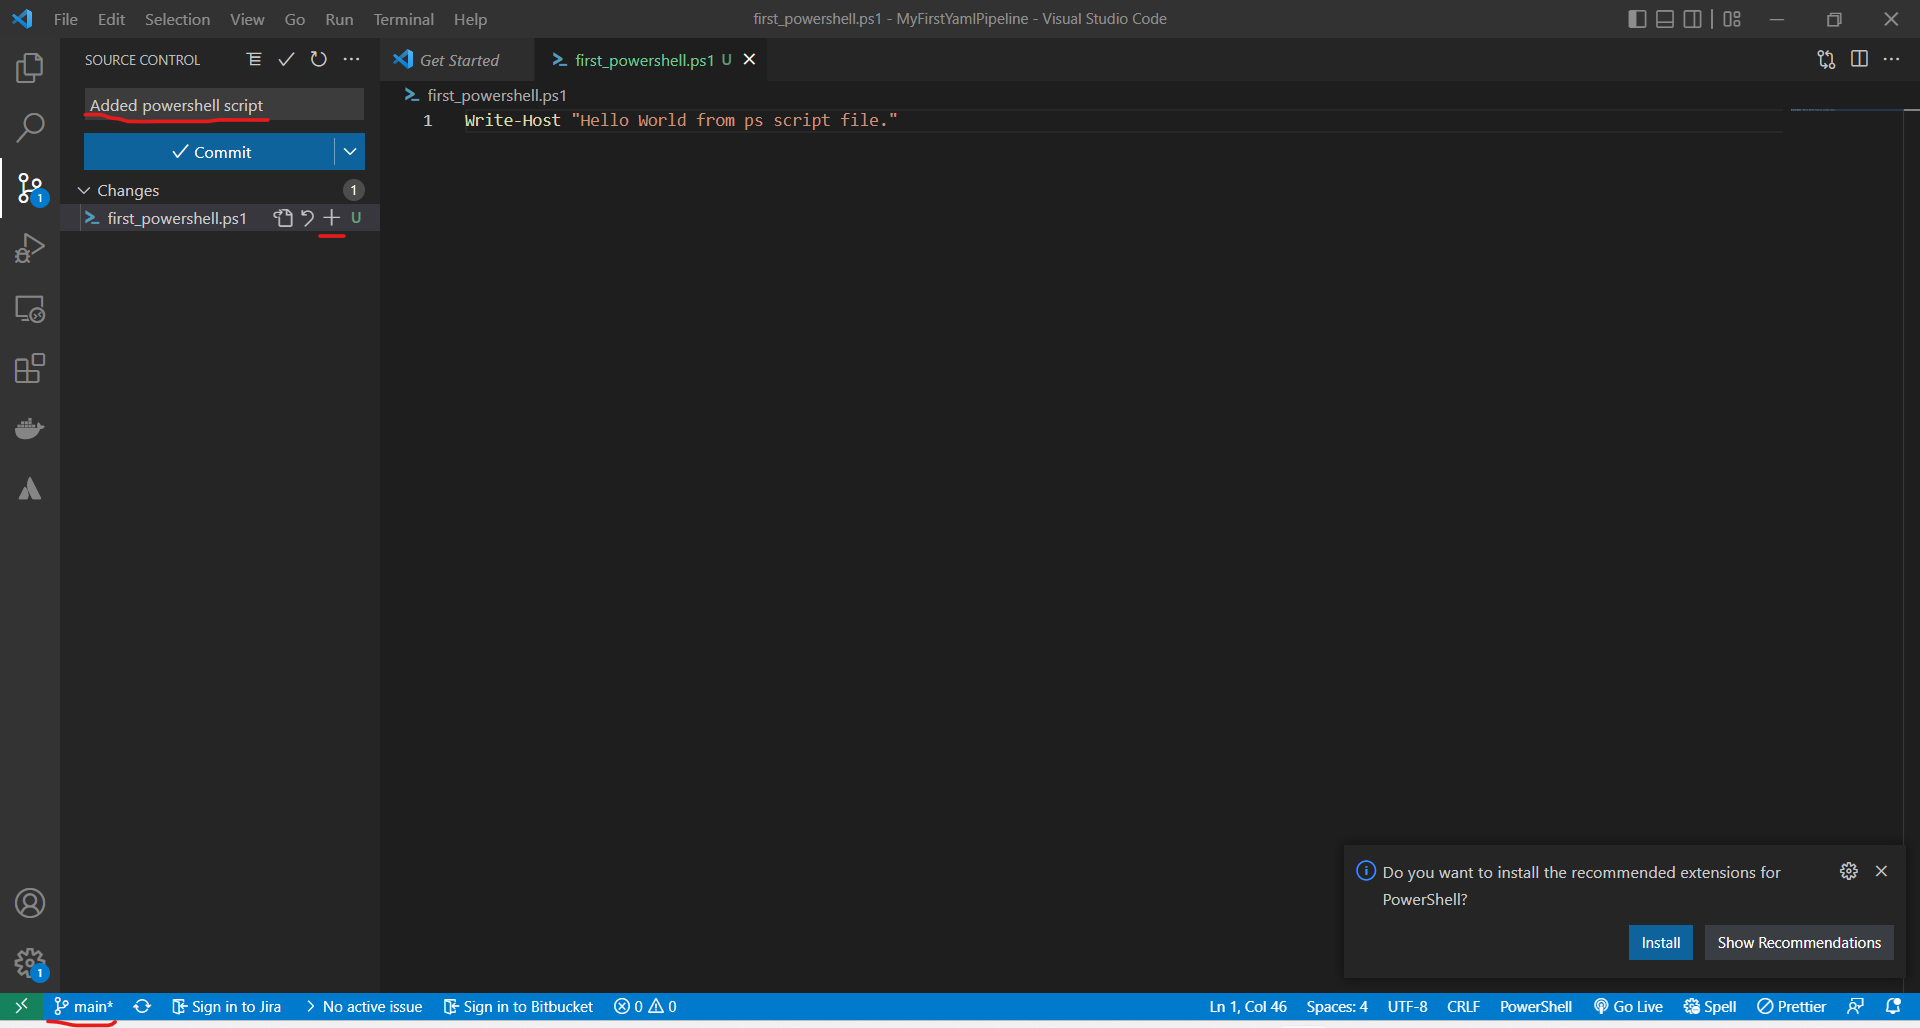 File Edit Selection View Go Run Terminal Help
first_powershell.ps1 - MyFirstYamlPipeline - Visual Studio Code
SOURCE CONTROL
Get Started
first_powershell.ps1 U
Added powershell script
first_powershell.ps1
1 Write-Host "Hello World from ps script file."
Commit
Changes 1
1
first_powershell.ps1 U
Do you want to install the recommended extensions for
PowerShell?
Install Show Recommendations
1
main* Sign in to Jira No active issue Sign in to Bitbucket 0 0 Ln 1, Col 46 Spaces: 4 UTF-8 CRLF PowerShell Go Live Spell Prettier